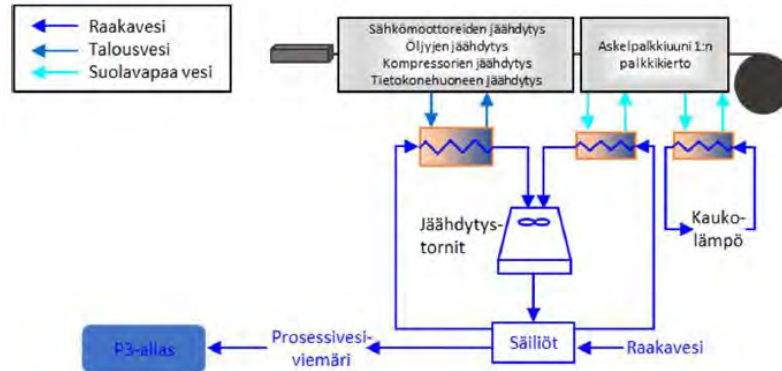 Raakavesi
Talousvesi
Suolavapaa vesi
Sähkömoottoreiden jäähdytys
Öljyjen jäähdytys
Kompressorien jäähdytys
Tietokonehuoneen jäähdytys
Askelpalkkiuuni 1:n
palkkikierto
Jäähdytys-
tornit
Kauko-
lämpö
P3-allas
Prosessivesi-
viemäri
Säiliöt
Raakavesi